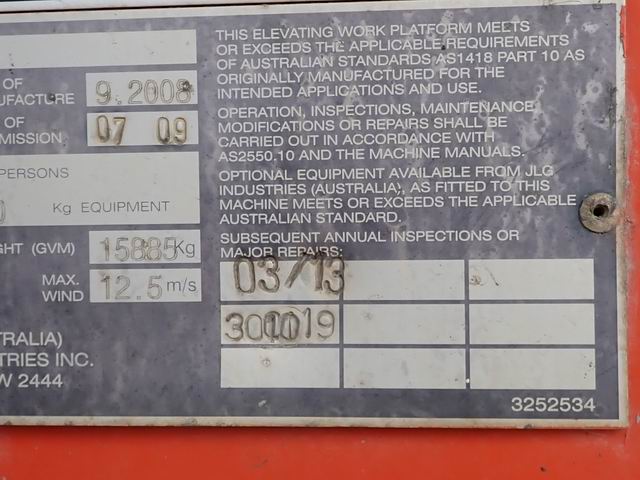 THIS ELEVATING WORK PLATFORM MEETS
OR EXCEEDS THE APPLICABLE REQUIREMENTS
OF AUSTRALIAN STANDARDS AS1418 PART 10 AS
ORIGINALLY MANUFACTURED FOR THE
INTENDED APPLICATIONS AND USE.
OF
UFACTURE 9.2008
OF
MISSION 07 09
OPERATION, INSPECTIONS, MAINTENANCE,
MODIFICATIONS OR REPAIRS SHALL BE
CARRIED OUT IN ACCORDANCE WITH
AS2550.10 AND THE MACHINE MANUALS.
PERSONS
0 Kg EQUIPMENT
OPTIONAL EQUIPMENT AVAILABLE FROM JLG
INDUSTRIES (AUSTRALIA), AS FITTED TO THIS
MACHINE MEETS OR EXCEEDS THE APPLICABLE
AUSTRALIAN STANDARD.
GHT (GVM) 15885Kg
MAX.
WIND 12.5 m/s
SUBSEQUENT ANNUAL INSPECTIONS OR
MAJOR REPAIRS:
03/13
RALIA)
TRIES INC.
W 2444
3252534